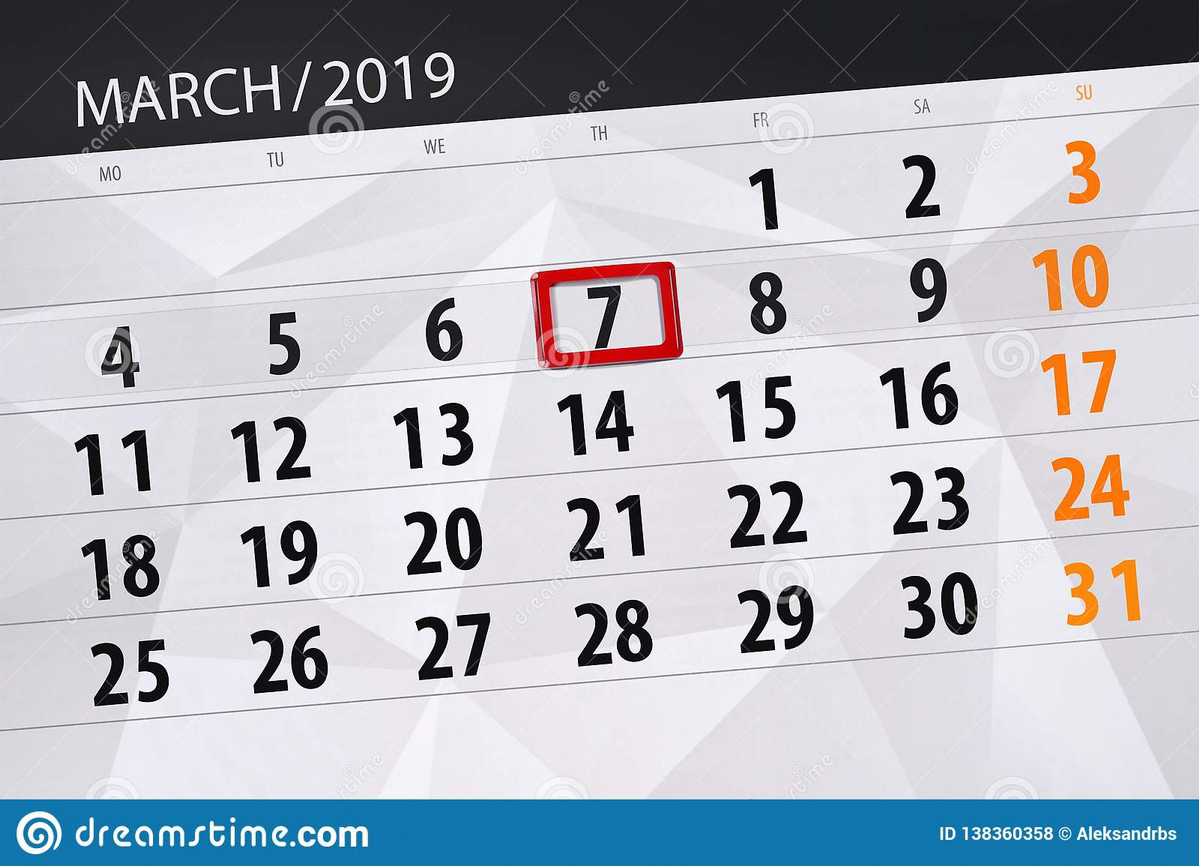 MARCH / 2019
MO TU WE TH FR SA SU
1 2 3
4 5 6 7 8 9 10
11 12 13 14 15 16 17
18 19 20 21 22 23 24
25 26 27 28 29 30 31
dreamstime.com
ID 138360358 © Aleksandrbs